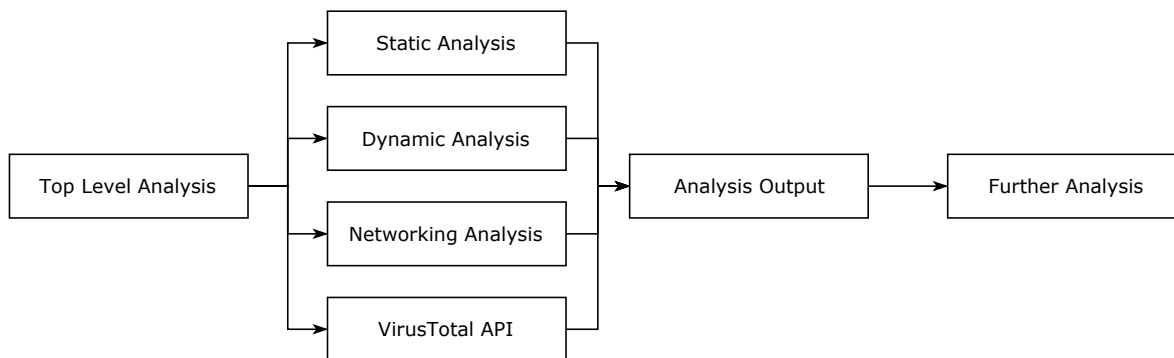 Static Analysis
Dynamic Analysis
Top Level Analysis
Analysis Output
Further Analysis
Networking Analysis
VirusTotal API